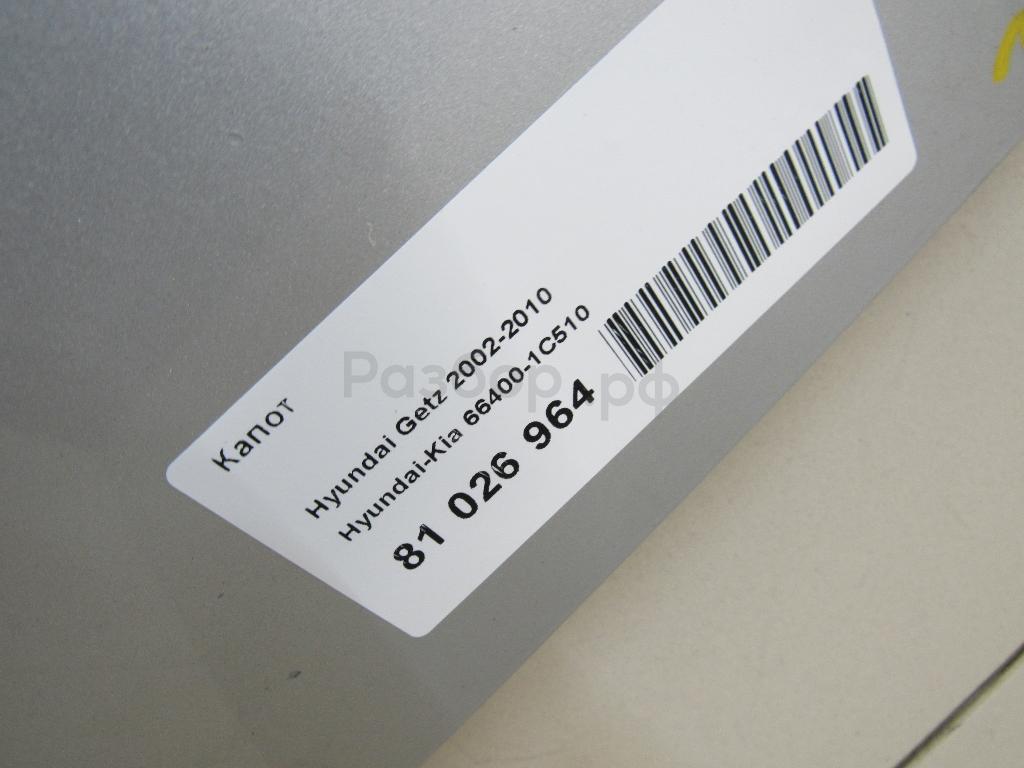 Капот
Hyundai Getz 2002-2010
Hyundai-Kia 66400-1C510
81 026 964
Разбор.рф